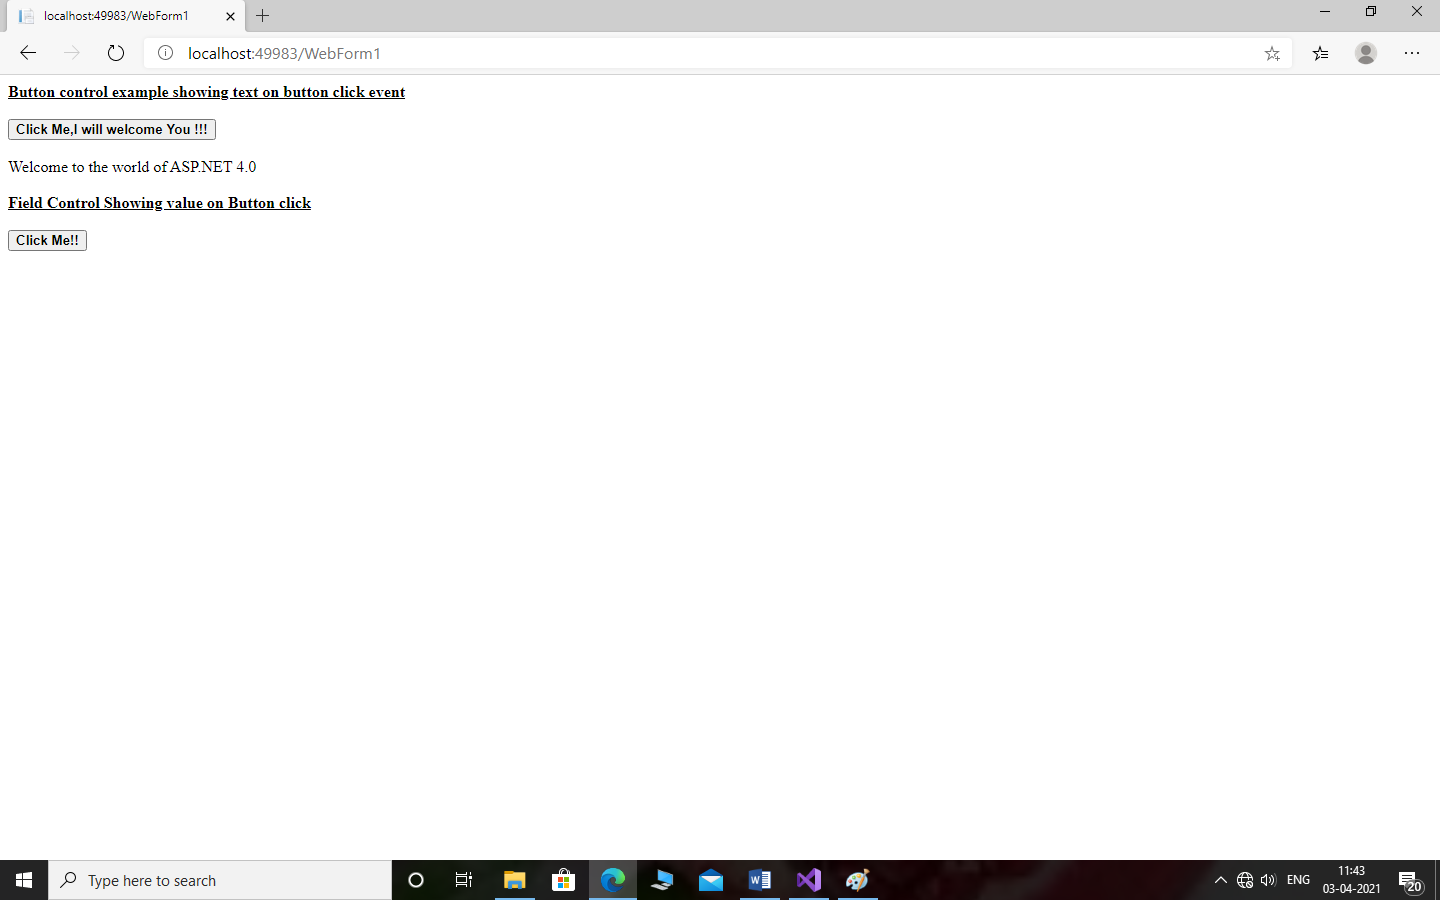 localhost:49983/WebForm1
localhost:49983/WebForm1
Button control example showing text on button click event
Click Me,I will welcome You !!!
Welcome to the world of ASP.NET 4.0
Field Control Showing value on Button click
Click Me!!
Type here to search
ENG
11:43
03-04-2021
20